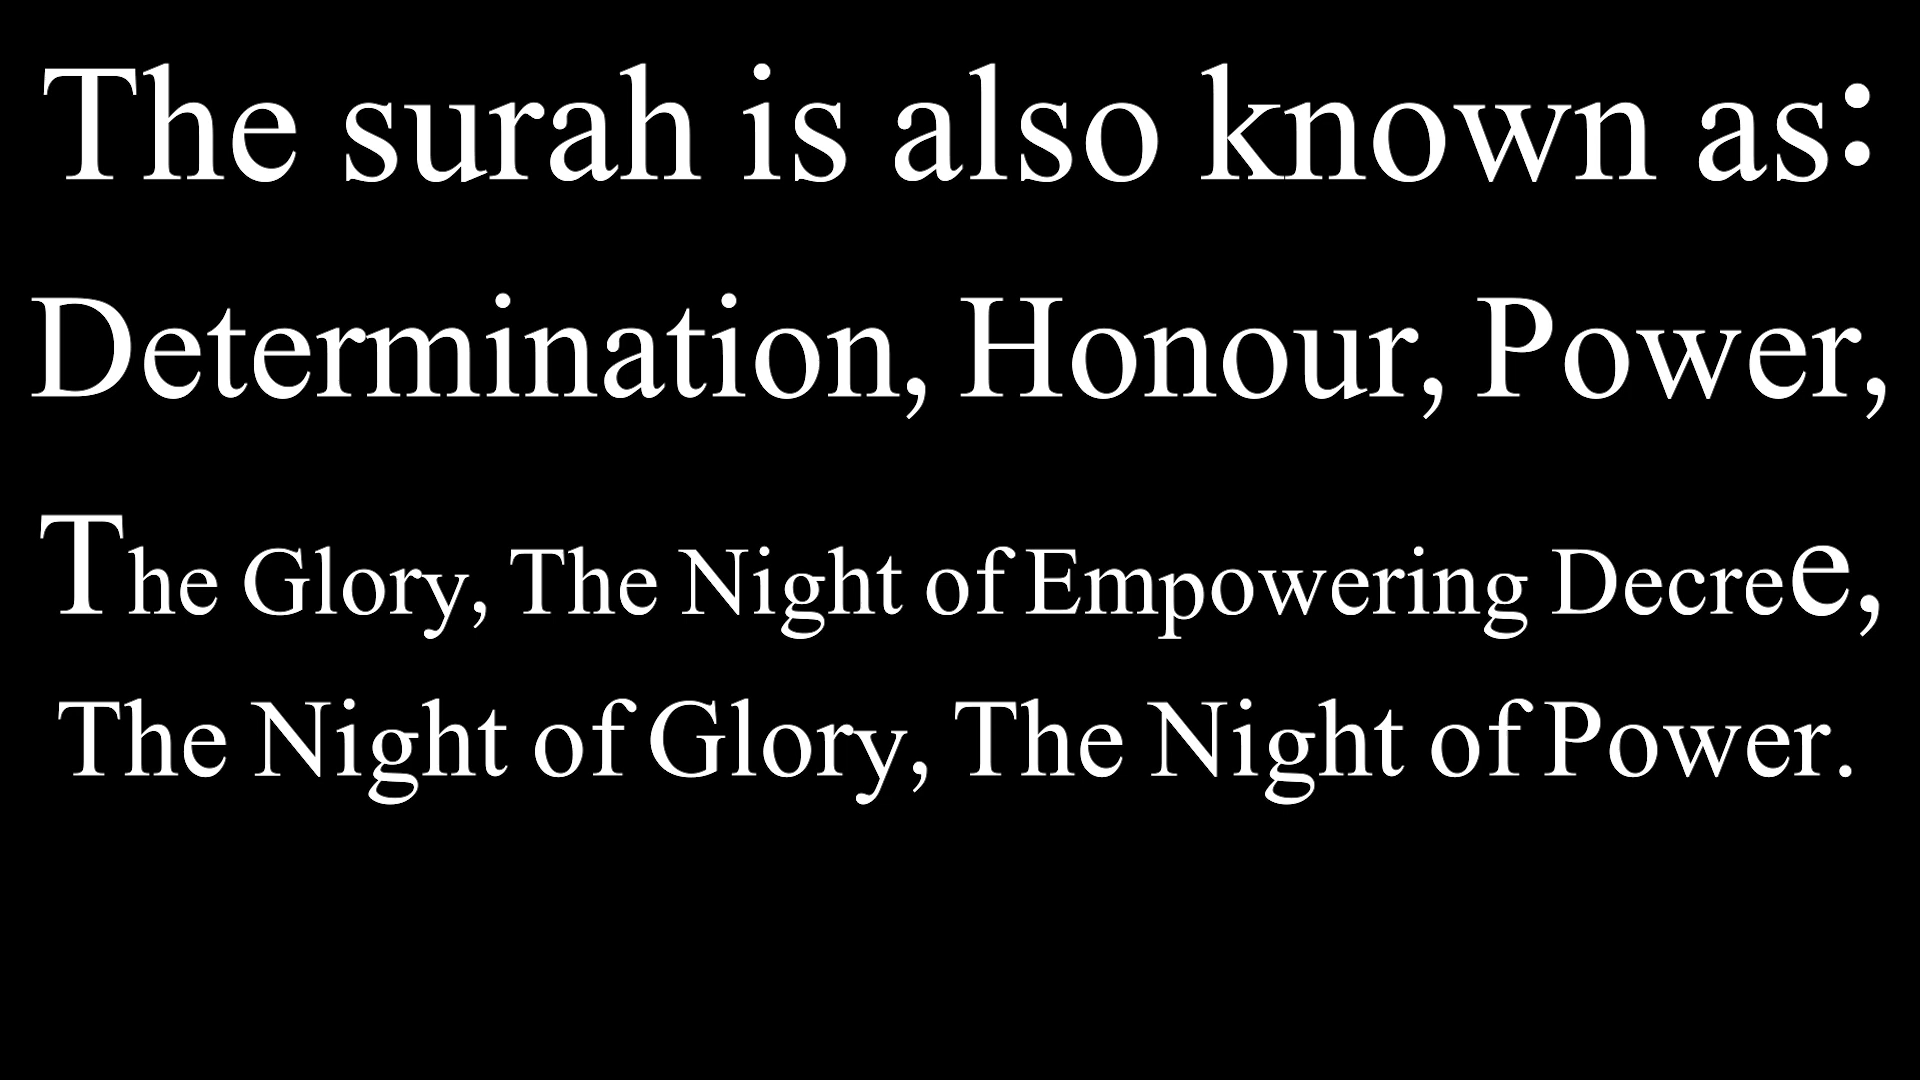 The surah is also known as:
Determination, Honour, Power,
The Glory, The Night of Empowering Decree,
The Night of Glory, The Night of Power.